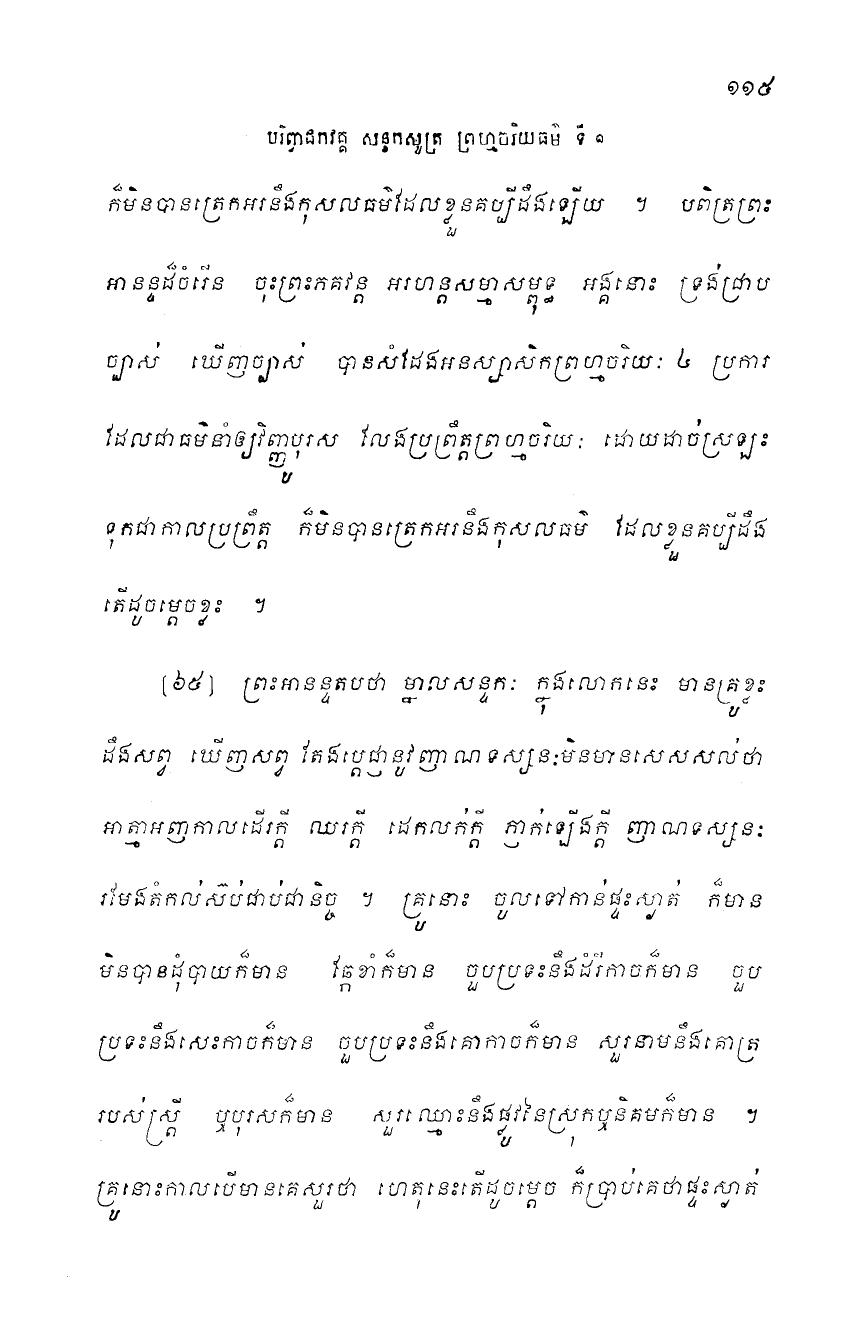 ១១៥
បរិព្វាជកវគ្គ សន្ទកសូត្រ ព្រហ្មចរិយធម៌ ទី ១
ក៏មិនបានត្រេកអរនឹងកុសលធម៌ដែលខ្លួនគប្បីដឹងឡើយ ។ បពិត្រព្រះ
អានន្ទដ៏ចំរើន ចុះព្រះភគវន្ត អរហន្តសម្មាសម្ពុទ្ធ អង្គនោះ ទ្រង់ជ្រាប
ច្បាស់ ឃើញច្បាស់ បានសំដែងអនស្សាសិកព្រហ្មចរិយៈ ៤ ប្រការ
ដែលជាធម៌នាំឲ្យវិញ្ញូបុរស លែងប្រព្រឹត្តព្រហ្មចរិយៈ ដោយដាច់ស្រឡះ
ទុកជាកាលប្រព្រឹត្ត ក៏មិនបានត្រេកអរនឹងកុសលធម៌ ដែលខ្លួនគប្បីដឹង
តើដូចម្តេចខ្លះ ។
[៦៥] ព្រះអានន្ទតបថា ម្នាលសន្ទកៈ ក្នុងលោកនេះ មានគ្រូខ្លះ
ដឹងសព្វ ឃើញសព្វ តែងប្តេជ្ញានូវញាណទស្សនៈមិនមានសេសសល់ថា
អាត្មាអញកាលដើរក្តី ឈរក្តី ដេកលក់ក្តី ភ្ញាក់ឡើងក្តី ញាណទស្សនៈ
រមែងតំកល់ស៊ប់ជាប់ជានិច្ច ។ គ្រូនោះ ចូលទៅកាន់ផ្ទះស្ងាត់ ក៏មាន
មិនបានដុំបាយក៏មាន ឆ្កែខាំក៏មាន ចួបប្រទះនឹងដំរីកាចក៏មាន ចួប
ប្រទះនឹងសេះកាចក៏មាន ចួបប្រទះនឹងគោកាចក៏មាន សួរនាមនឹងគោត្រ
របស់ស្ត្រី ឬបុរសក៏មាន សួរឈ្មោះនឹងផ្លូវនៃស្រុកឬនិគមក៏មាន ។
គ្រូនោះកាលបើមានគេសួរថា ហេតុនេះតើដូចម្តេច ក៏ប្រាប់គេថាផ្ទះស្ងាត់